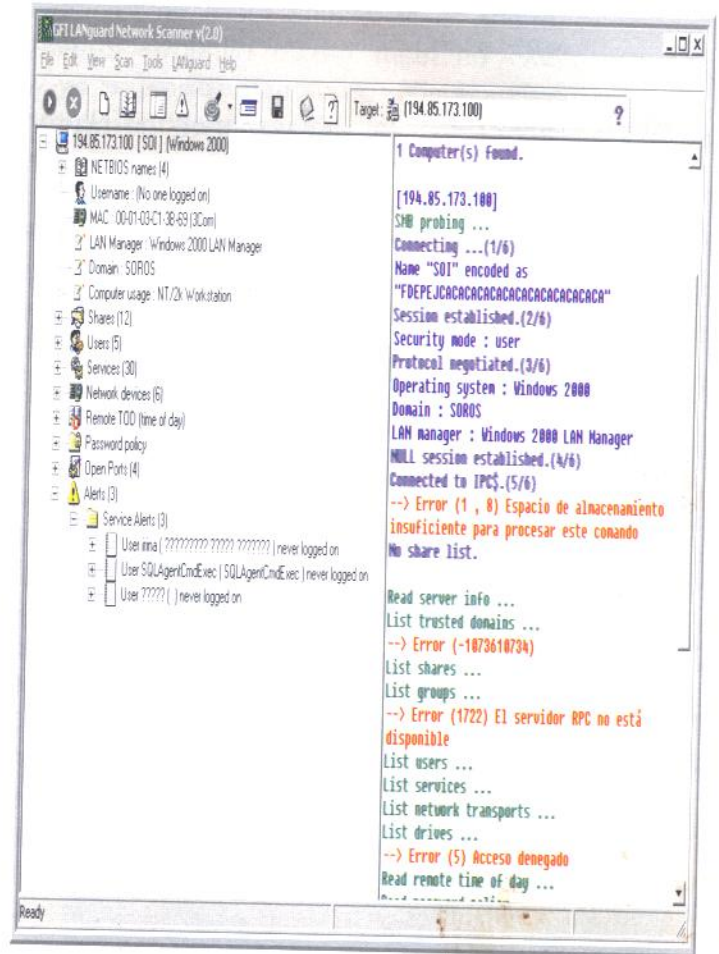 GFI LANguard Network Scanner v(2.0)
File Edit View Scan Tools LANguard Help
Target: (194.85.173.100)
194.85.173.100 [ SOI ] (Windows 2000)
NETBIOS names (4)
Username : (No one logged on)
MAC : 00-01-03-C1-3B-69 (3Com)
LAN Manager : Windows 2000 LAN Manager
Domain : SOROS
Computer usage : NT/2k Workstation
Shares (12)
Users (5)
Services (30)
Network devices (6)
Remote TOD (time of day)
Password policy
Open Ports (4)
Alerts (3)
Service Alerts (3)
User irina ( ????????? ????? ??????? ) never logged on
User SQLAgentCmdExec ( SQLAgentCmdExec ) never logged on
User ????? ( ) never logged on
1 Computer(s) found.
[194.85.173.100]
SMB probing ...
Connecting ...(1/6)
Name "SOI" encoded as
"FDEPEJCACACACACACACACACACACACACA"
Session established.(2/6)
Security mode : user
Protocol negotiated.(3/6)
Operating system : Windows 2000
Domain : SOROS
LAN manager : Windows 2000 LAN Manager
NULL session established.(4/6)
Connected to IPC$.(5/6)
--> Error (1 , 8) Espacio de almacenamiento
insuficiente para procesar este comando
No share list.
Read server info ...
List trusted domains ...
--> Error (-1073610734)
List shares ...
List groups ...
--> Error (1722) El servidor RPC no está
disponible
List users ...
List services ...
List network transports ...
List drives ...
--> Error (5) Acceso denegado
Read remote time of day ...
Ready